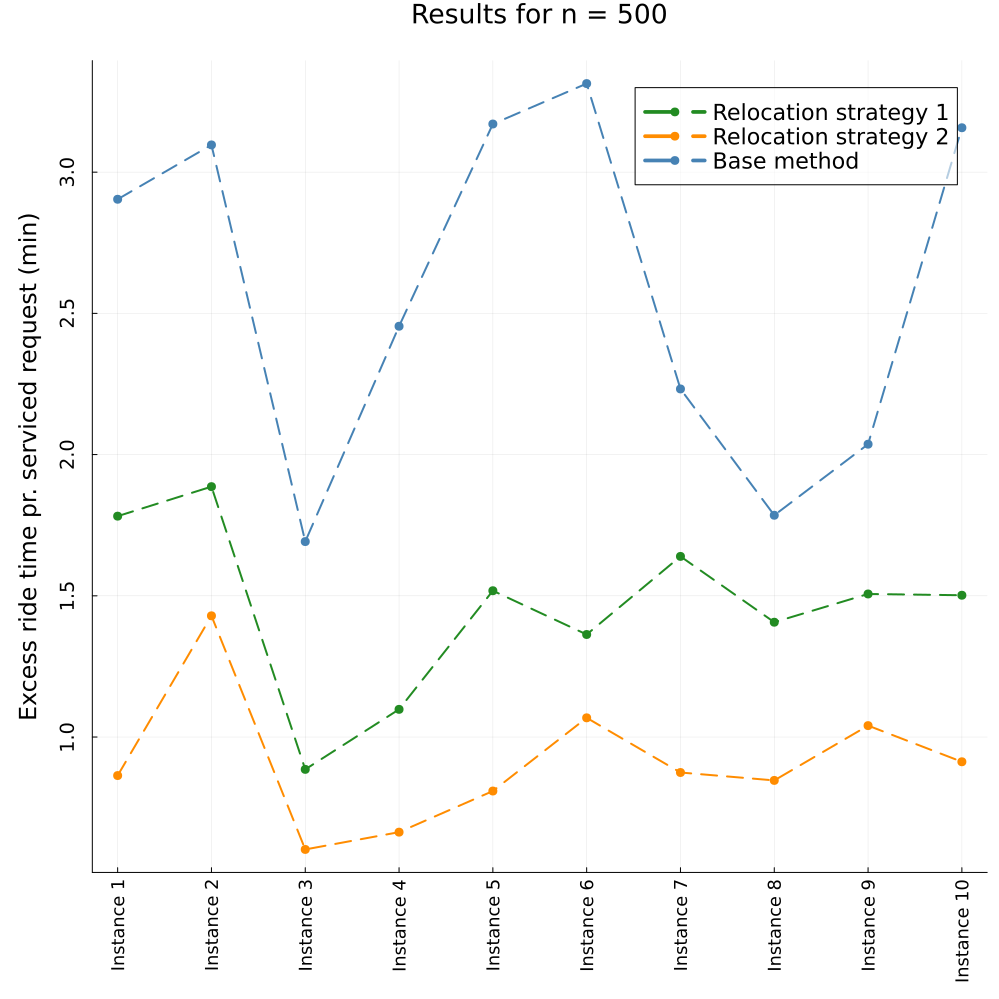 Results for n = 500
Relocation strategy 1
Relocation strategy 2
Base method
Excess ride time pr. serviced request (min)
3.0
2.5
2.0
1.5
1.0
Instance 1
Instance 2
Instance 3
Instance 4
Instance 5
Instance 6
Instance 7
Instance 8
Instance 9
Instance 10